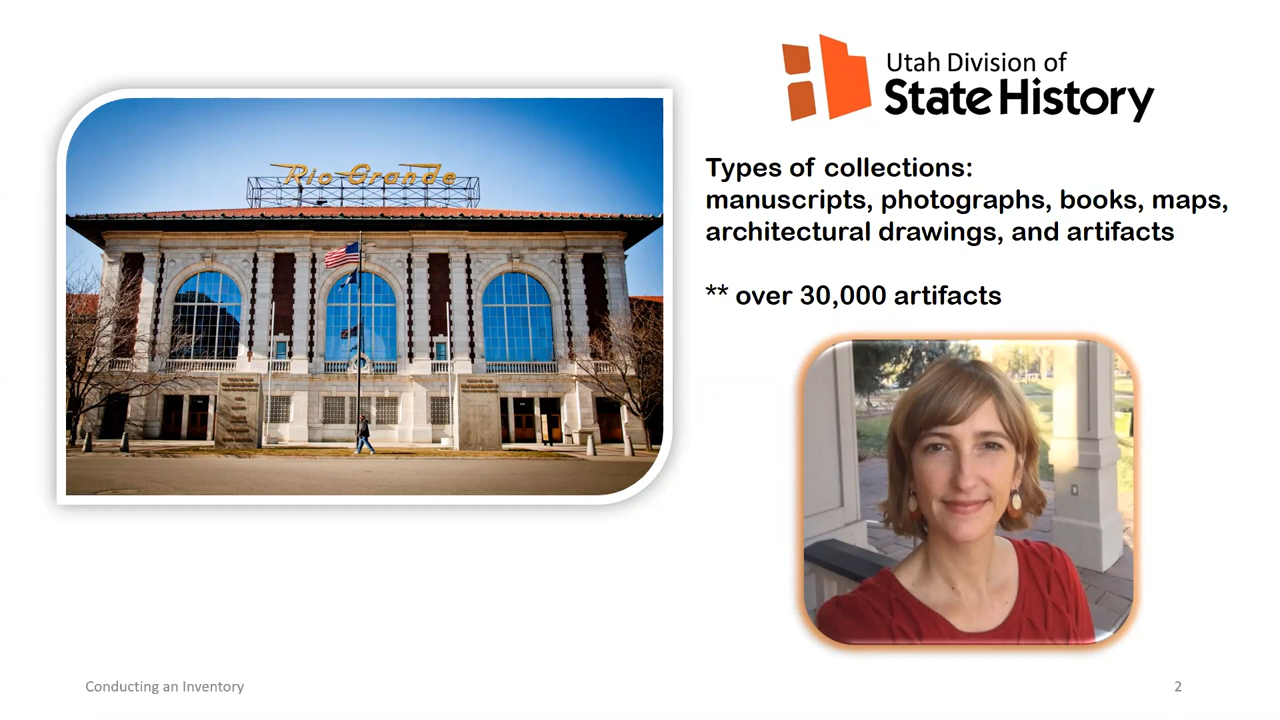 Utah Division of
State History
Rio Grande
Types of collections:
manuscripts, photographs, books, maps,
architectural drawings, and artifacts
** over 30,000 artifacts
Conducting an Inventory
2